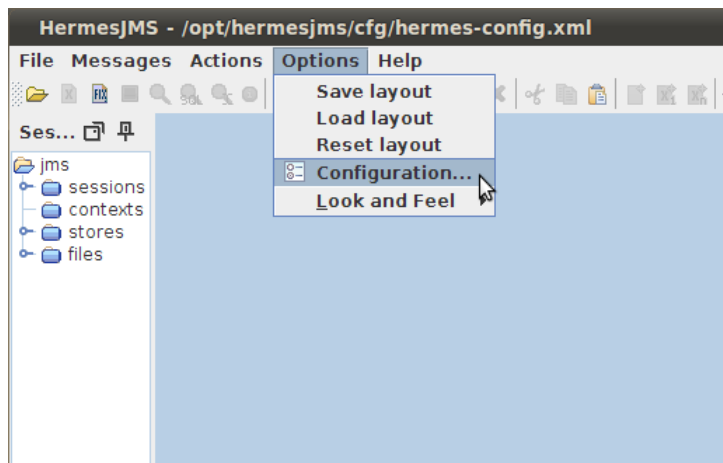 HermesJMS - /opt/hermesjms/cfg/hermes-config.xml
File Messages Actions Options Help
Save layout
Load layout
Reset layout
Configuration...
Look and Feel
Ses...
jms
sessions
contexts
stores
files